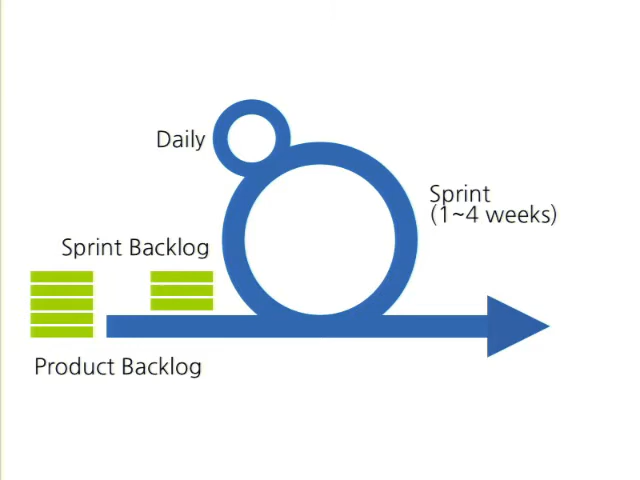 Daily
Sprint
(1~4 weeks)
Sprint Backlog
Product Backlog